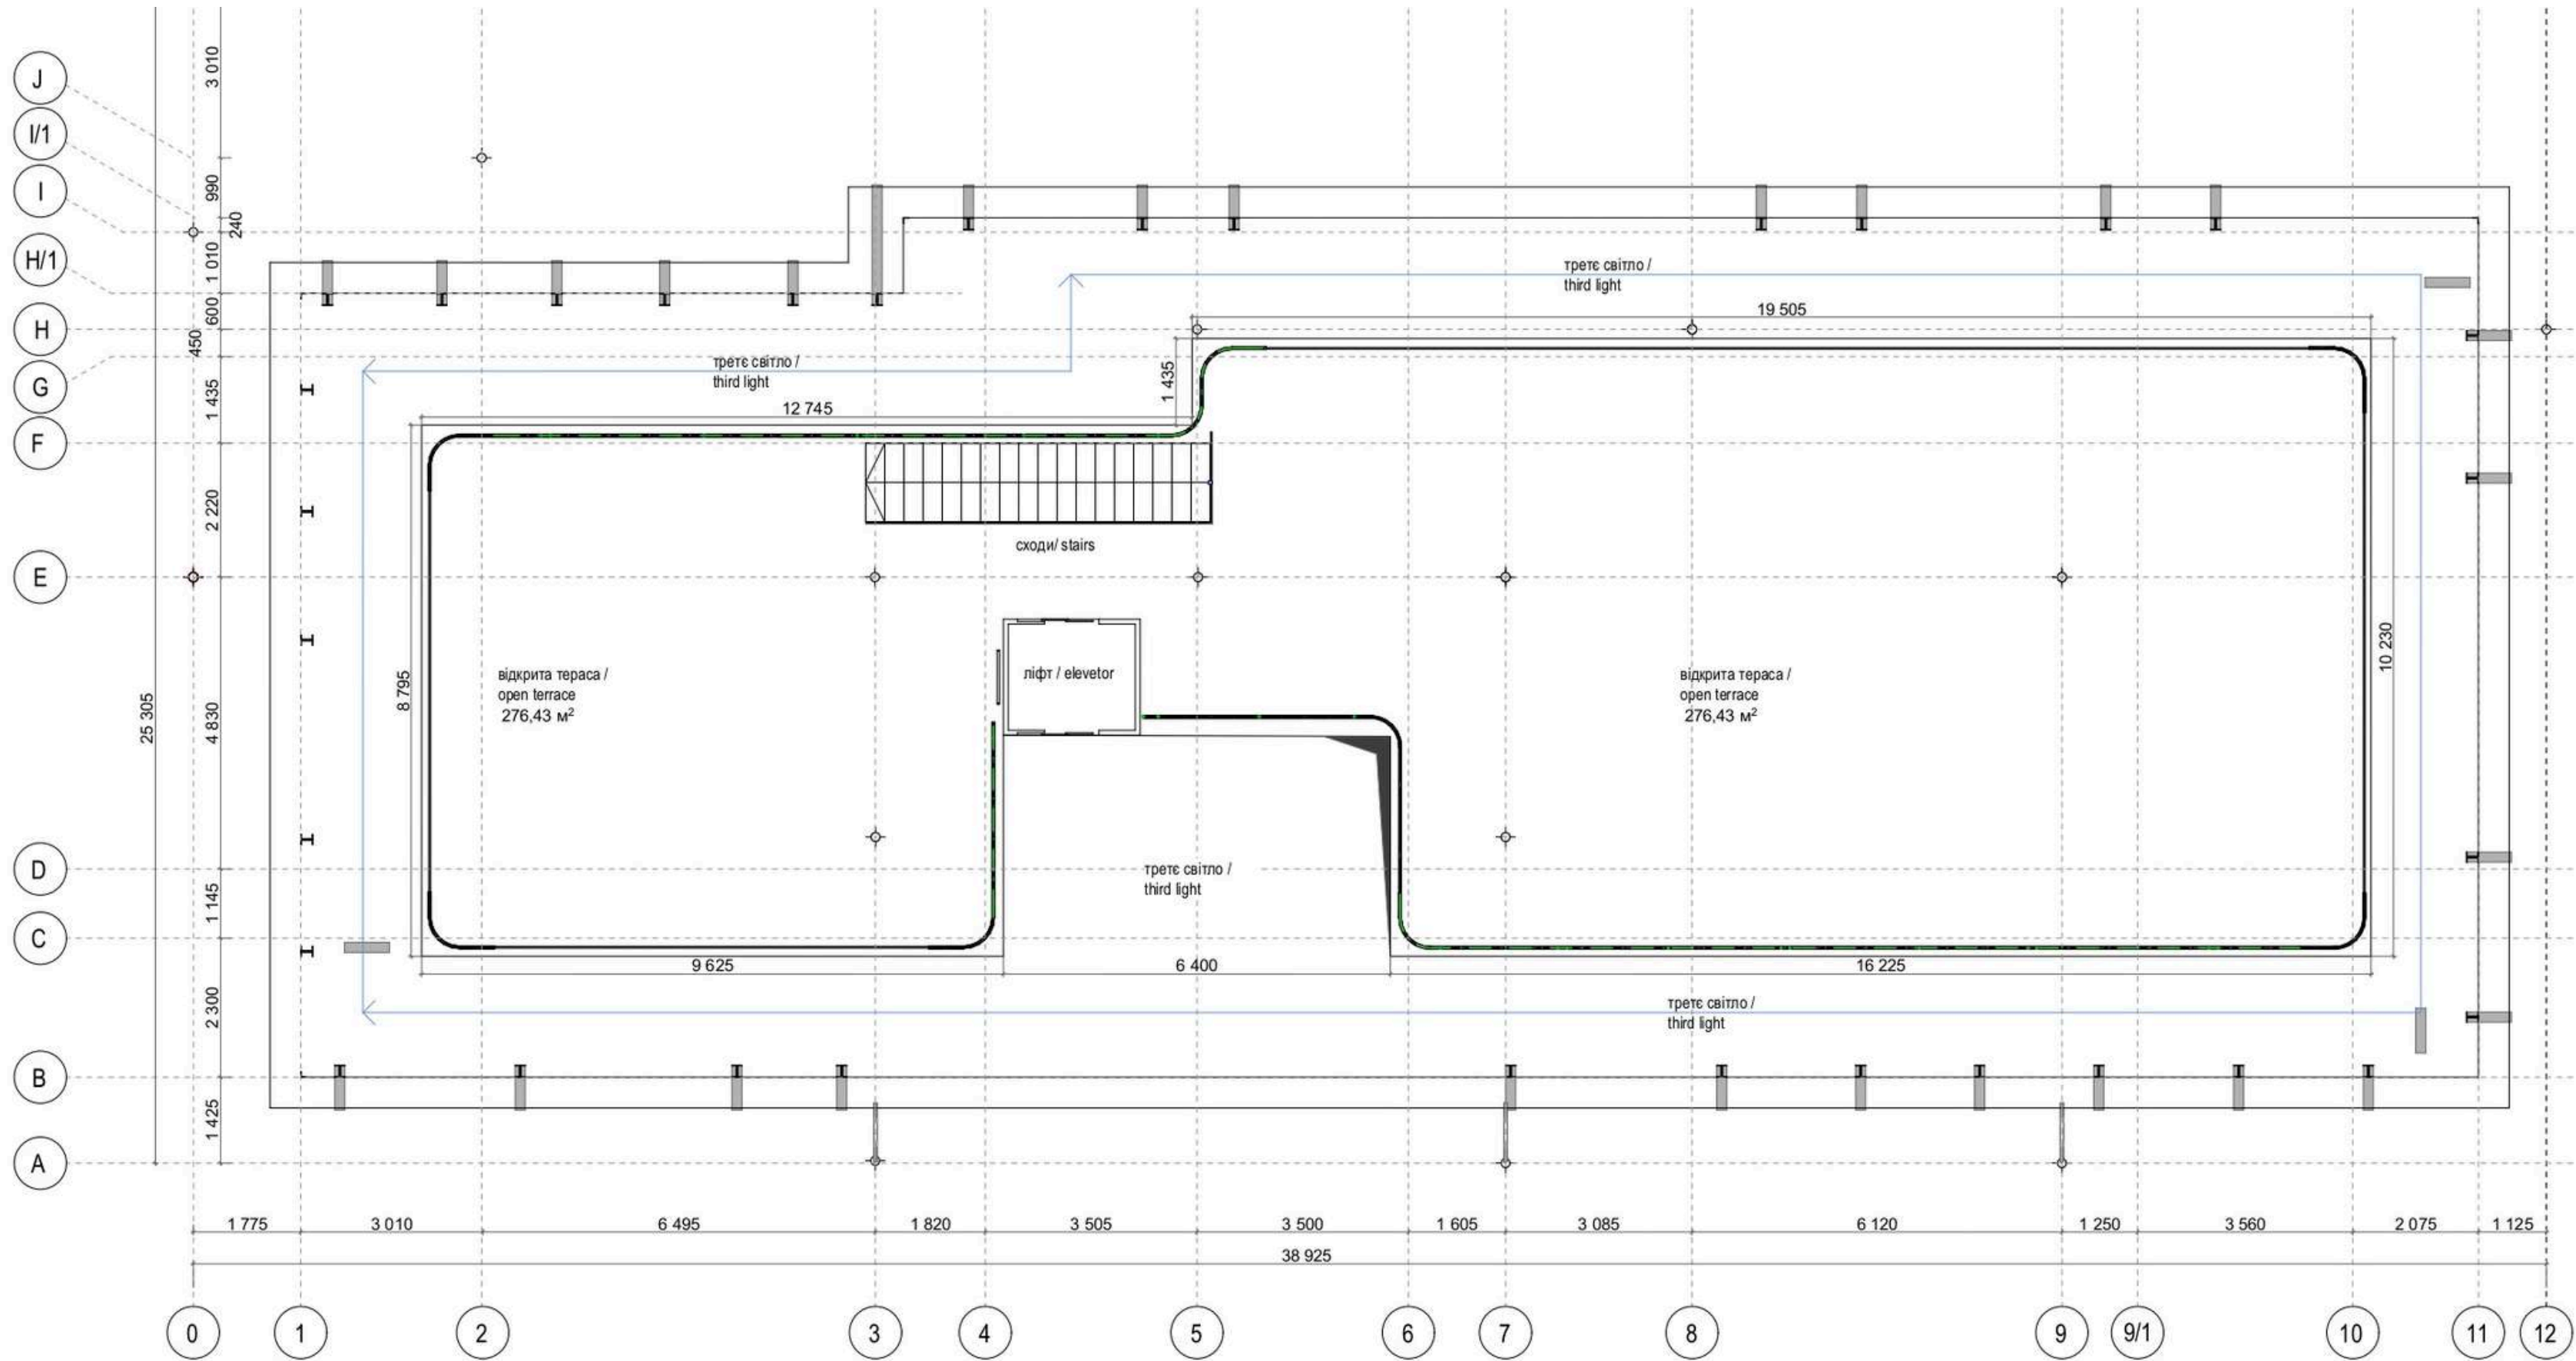 J
I/1
I
H/1
H
G
F
E
D
C
B
A
3 010
990
240
1 010
600
450
1 435
2 220
4 830
1 145
2 300
1 425
25 305
третє світло /
third light
19 505
третє світло /
third light
1 435
12 745
сходи/ stairs
8 795
відкрита тераса /
open terrace
276,43 м²
ліфт / elevetor
відкрита тераса /
open terrace
276,43 м²
10 230
третє світло /
third light
9 625
6 400
16 225
третє світло /
third light
1 775
3 010
6 495
1 820
3 505
3 500
1 605
3 085
6 120
1 250
3 560
2 075
1 125
38 925
0
1
2
3
4
5
6
7
8
9
9/1
10
11
12